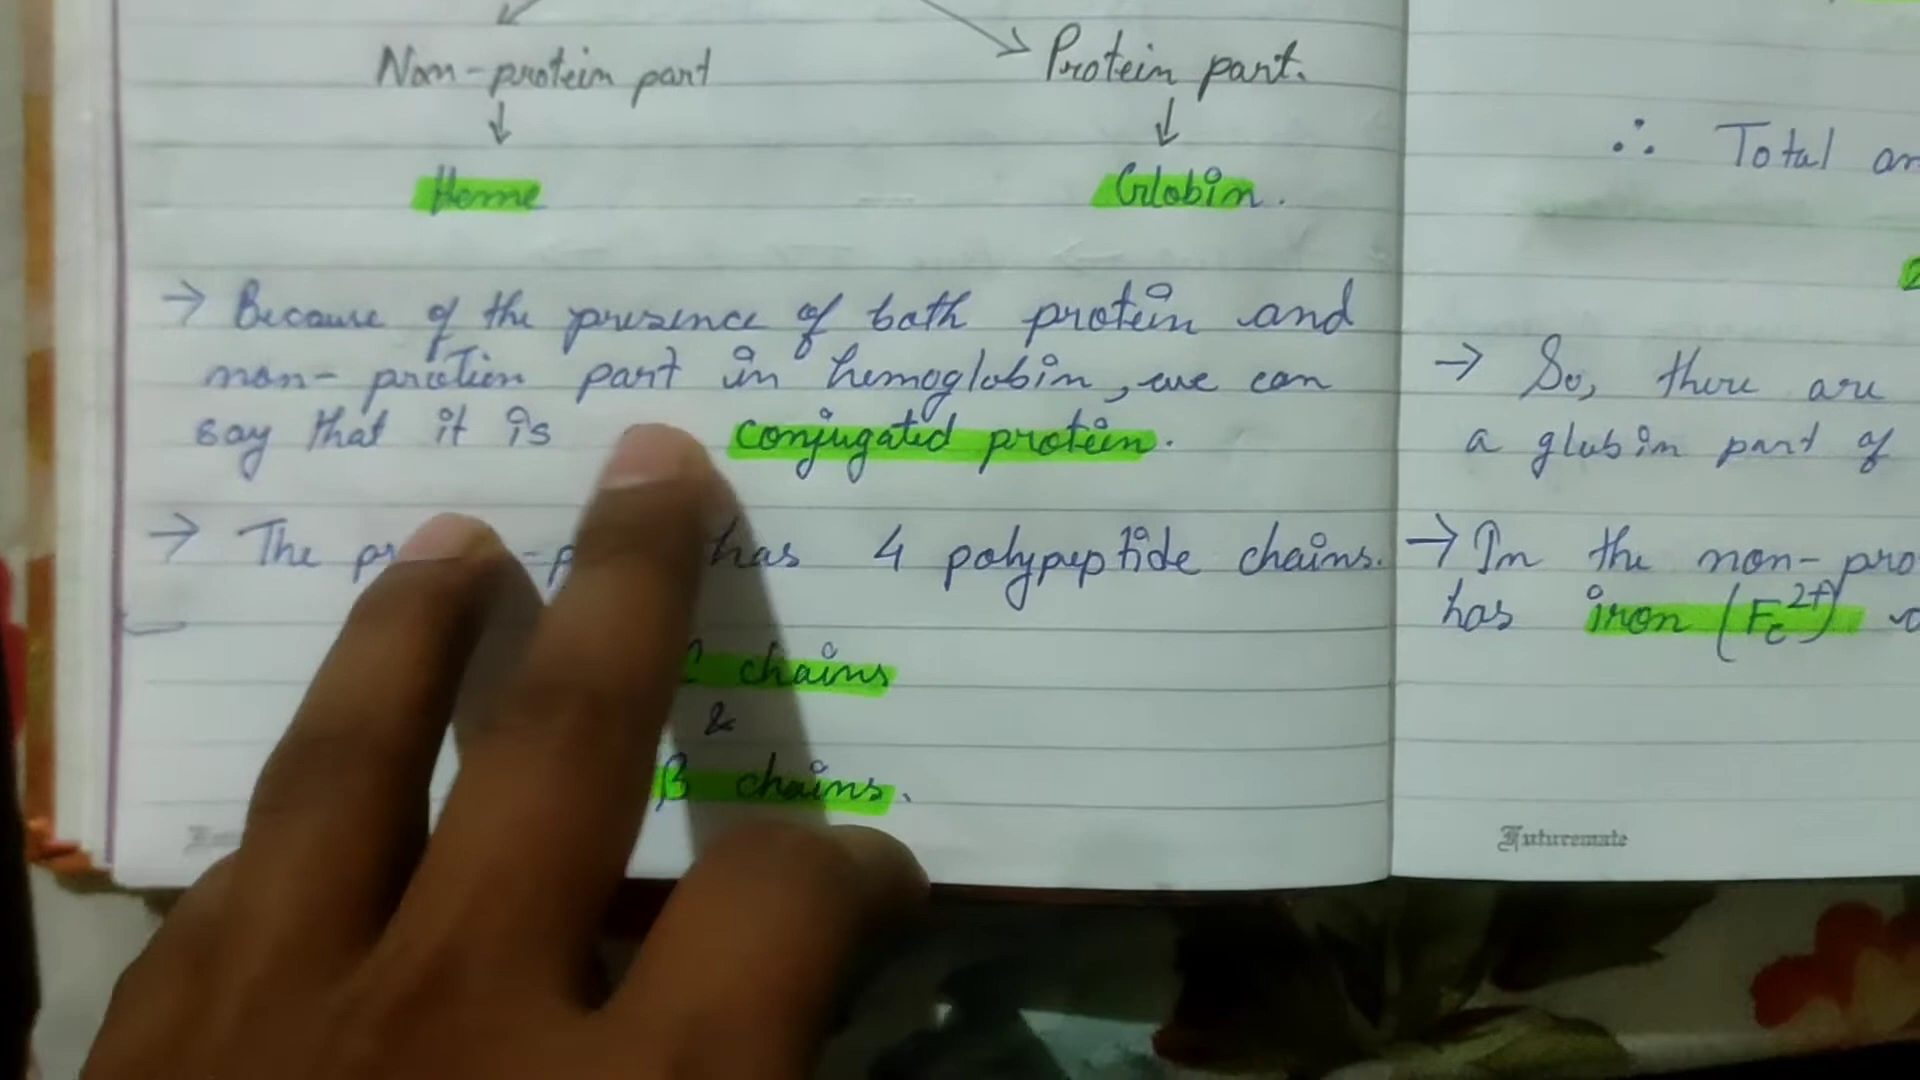 Non-protein part
Protein part.
↓
↓
Heme
Globin.
→ Because of the presence of both protein and
non-protien part in hemoglobin, we can
say that it is conjugated protein.
→ The has 4 polypeptide chains.
chains
&
β chains.
∴ Total
→ So, there are
a globin part of
→ In the non-
has iron (Fe²⁺)
Futuremate